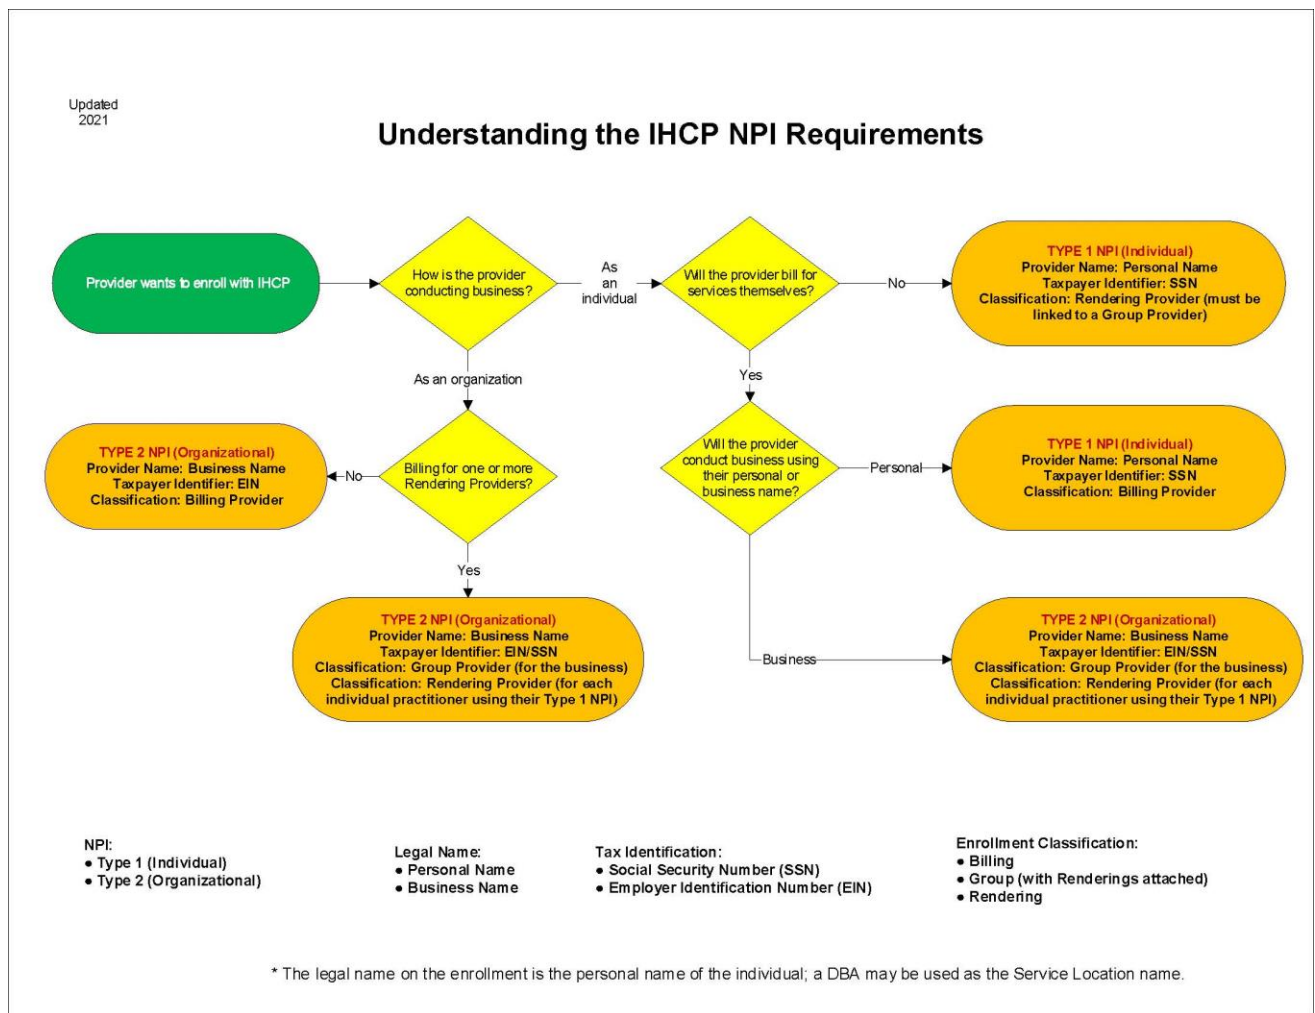 Updated
2021
Understanding the IHCP NPI Requirements
Provider wants to enroll with IHCP
How is the provider
conducting business?
As
an
individual
Will the provider bill for
services themselves?
No
TYPE 1 NPI (Individual)
Provider Name: Personal Name
Taxpayer Identifier: SSN
Classification: Rendering Provider (must be
linked to a Group Provider)
As an organization
Yes
TYPE 2 NPI (Organizational)
Provider Name: Business Name
Taxpayer Identifier: EIN
Classification: Billing Provider
No
Billing for one or more
Rendering Providers?
Will the provider
conduct business using
their personal or
business name?
Personal
TYPE 1 NPI (Individual)
Provider Name: Personal Name
Taxpayer Identifier: SSN
Classification: Billing Provider
Yes
TYPE 2 NPI (Organizational)
Provider Name: Business Name
Taxpayer Identifier: EIN/SSN
Classification: Group Provider (for the business)
Classification: Rendering Provider (for each
individual practitioner using their Type 1 NPI)
Business
TYPE 2 NPI (Organizational)
Provider Name: Business Name
Taxpayer Identifier: EIN/SSN
Classification: Group Provider (for the business)
Classification: Rendering Provider (for each
individual practitioner using their Type 1 NPI)
NPI:
● Type 1 (Individual)
● Type 2 (Organizational)
Legal Name:
● Personal Name
● Business Name
Tax Identification:
● Social Security Number (SSN)
● Employer Identification Number (EIN)
Enrollment Classification:
● Billing
● Group (with Renderings attached)
● Rendering
* The legal name on the enrollment is the personal name of the individual; a DBA may be used as the Service Location name.